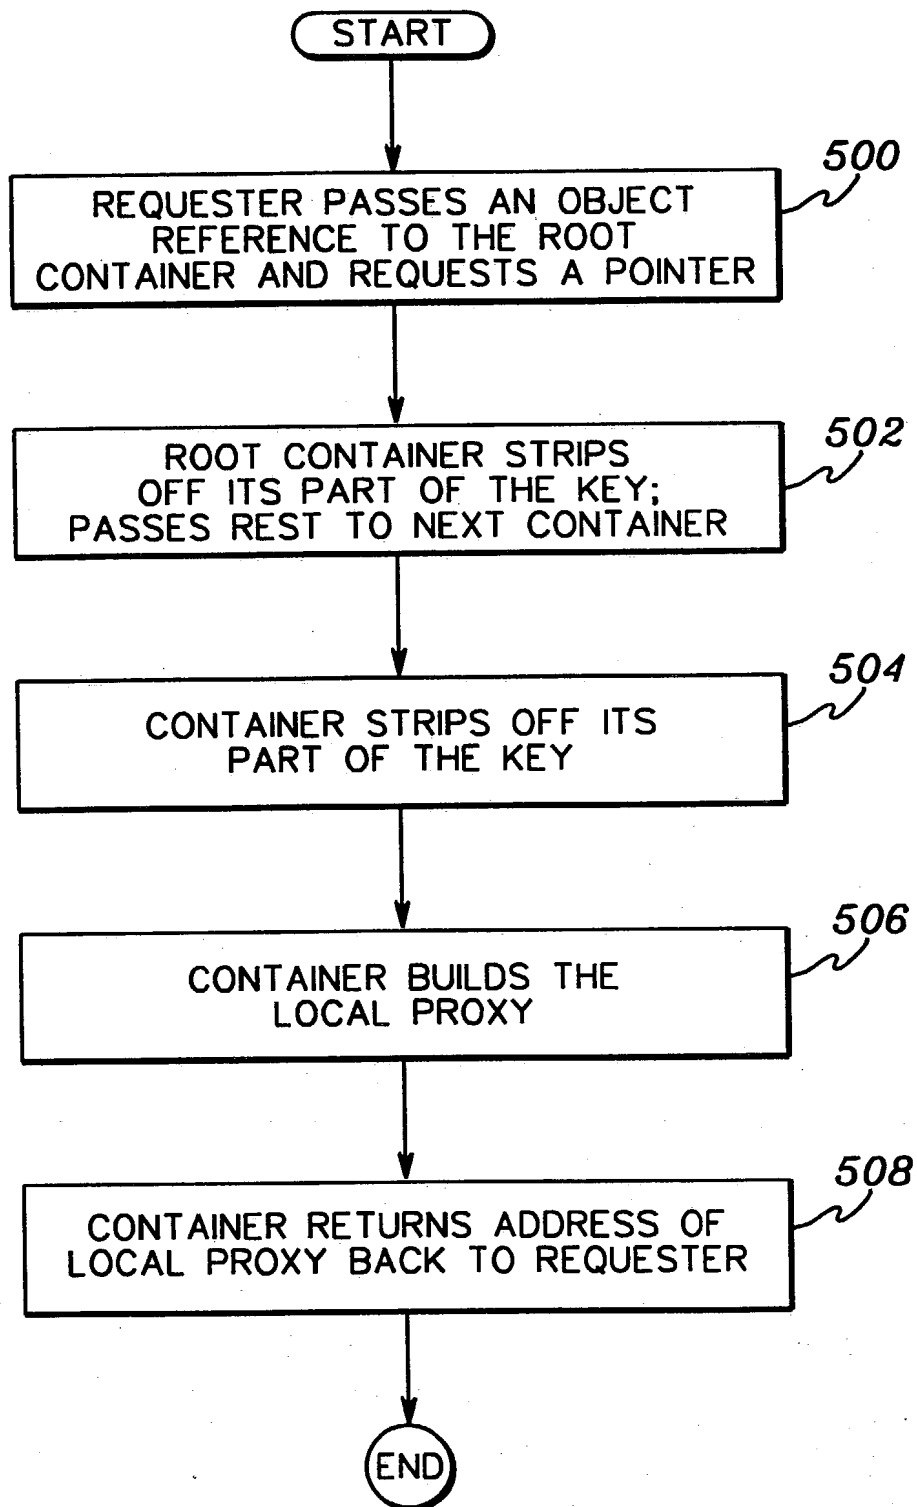 START
500
REQUESTER PASSES AN OBJECT
REFERENCE TO THE ROOT
CONTAINER AND REQUESTS A POINTER
502
ROOT CONTAINER STRIPS
OFF ITS PART OF THE KEY;
PASSES REST TO NEXT CONTAINER
504
CONTAINER STRIPS OFF ITS
PART OF THE KEY
506
CONTAINER BUILDS THE
LOCAL PROXY
508
CONTAINER RETURNS ADDRESS OF
LOCAL PROXY BACK TO REQUESTER
END